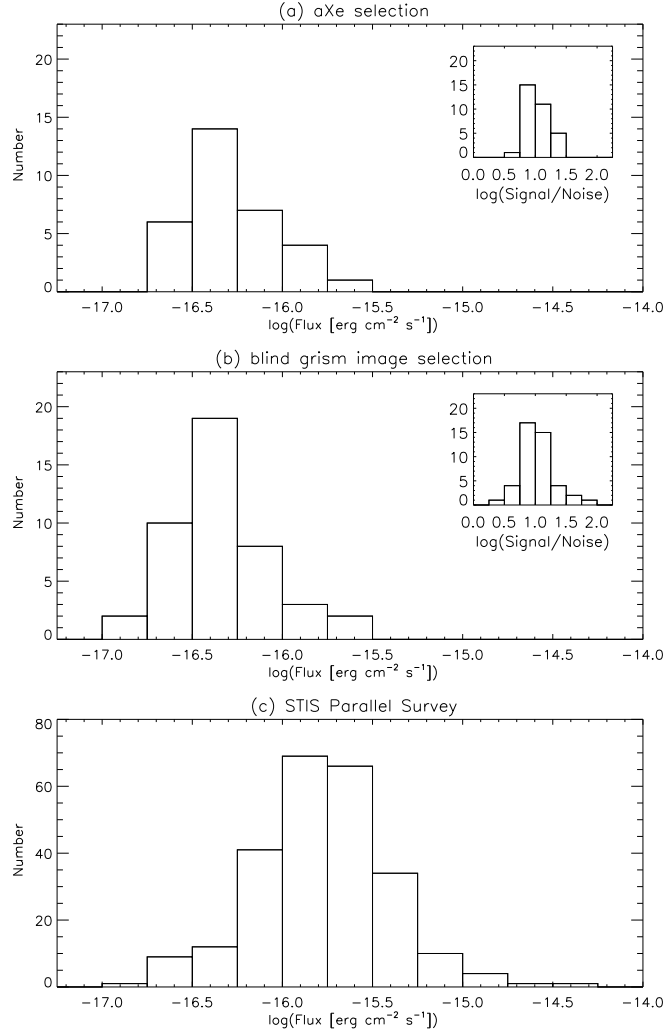 (a) aXe selection
Number
20
15
10
5
0
−17.0 −16.5 −16.0 −15.5 −15.0 −14.5 −14.0
log(Flux [erg cm⁻² s⁻¹])
20
15
10
5
0
0.0 0.5 1.0 1.5 2.0
log(Signal/Noise)
(b) blind grism image selection
Number
20
15
10
5
0
−17.0 −16.5 −16.0 −15.5 −15.0 −14.5 −14.0
log(Flux [erg cm⁻² s⁻¹])
20
15
10
5
0
0.0 0.5 1.0 1.5 2.0
log(Signal/Noise)
(c) STIS Parallel Survey
Number
80
60
40
20
0
−17.0 −16.5 −16.0 −15.5 −15.0 −14.5 −14.0
log(Flux [erg cm⁻² s⁻¹])